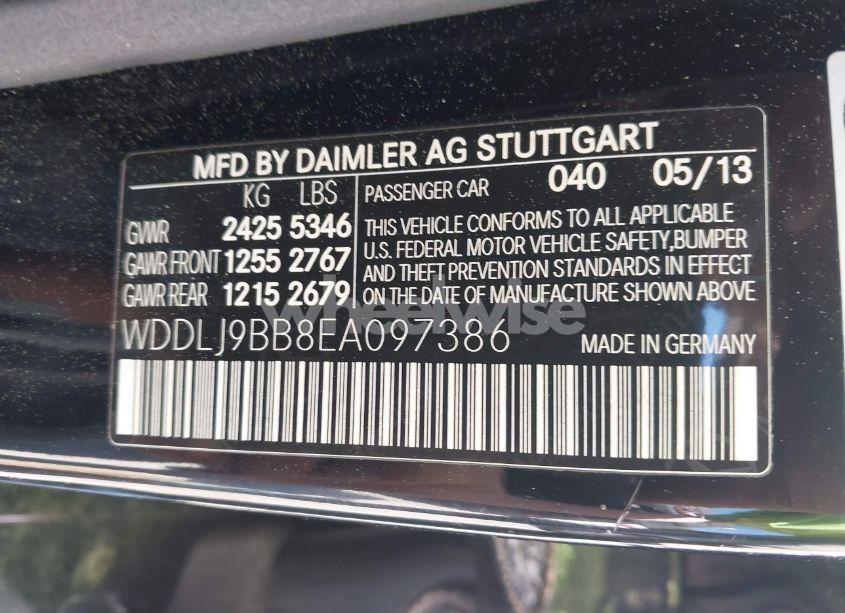 MFD BY DAIMLER AG STUTTGART
KG LBS PASSENGER CAR 040 05/13
GVWR 2425 5346
GAWR FRONT 1255 2767
GAWR REAR 1215 2679
THIS VEHICLE CONFORMS TO ALL APPLICABLE
U.S. FEDERAL MOTOR VEHICLE SAFETY,BUMPER
AND THEFT PREVENTION STANDARDS IN EFFECT
ON THE DATE OF MANUFACTURE SHOWN ABOVE
wheelwise
WDDLJ9BB8EA097386 MADE IN GERMANY